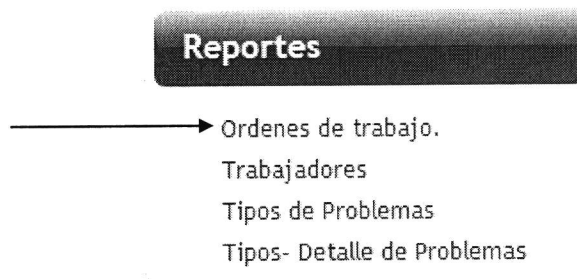 Reportes
Ordenes de trabajo.
Trabajadores
Tipos de Problemas
Tipos- Detalle de Problemas